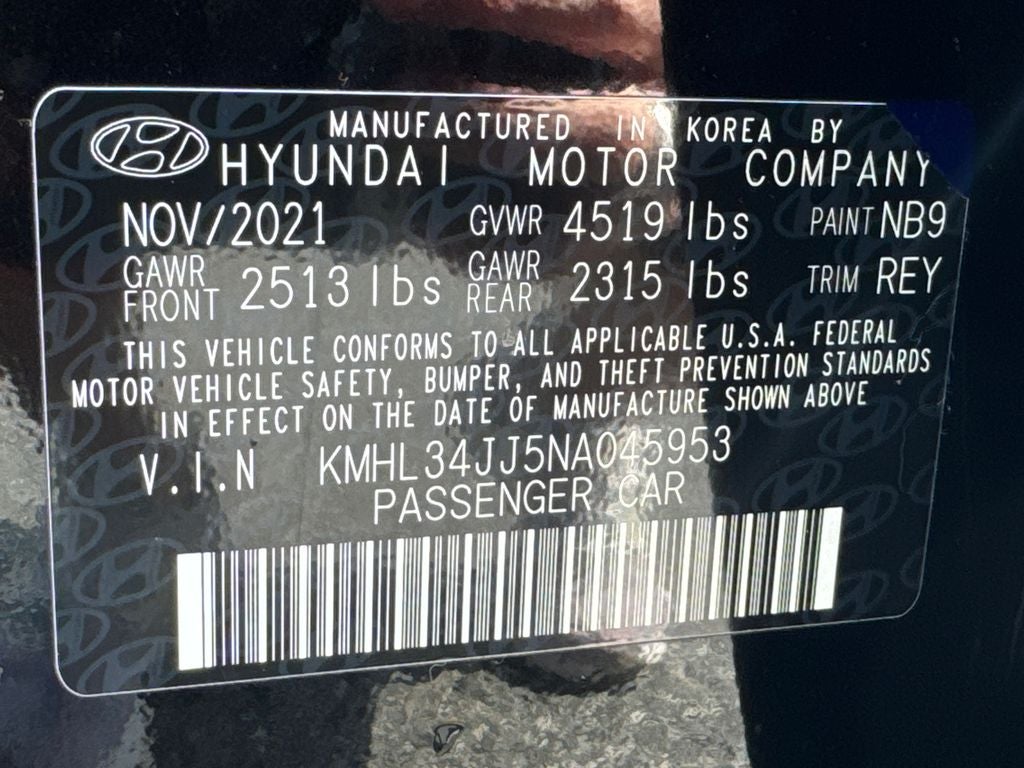 MANUFACTURED IN KOREA BY
HYUNDAI MOTOR COMPANY
NOV/2021 GVWR 4519 lbs PAINT NB9
GAWR FRONT 2513 lbs GAWR REAR 2315 lbs TRIM REY
THIS VEHICLE CONFORMS TO ALL APPLICABLE U.S.A. FEDERAL
MOTOR VEHICLE SAFETY, BUMPER, AND THEFT PREVENTION STANDARDS
IN EFFECT ON THE DATE OF MANUFACTURE SHOWN ABOVE
V.I.N KMHL34JJ5NA045953
PASSENGER CAR